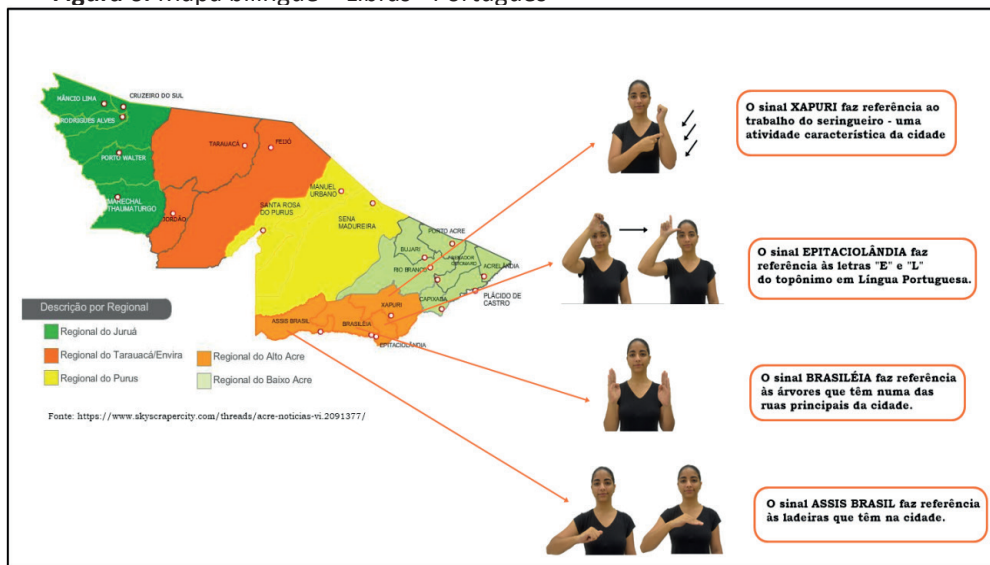 Figura 6: Mapa bilíngue – Libras - Português
MÂNCIO LIMA
CRUZEIRO DO SUL
RODRIGUES ALVES
PORTO WALTER
MARECHAL
THAUMATURGO
TARAUACÁ
FEIJÓ
JORDÃO
SANTA ROSA
DO PURUS
MANUEL
URBANO
SENA
MADUREIRA
PORTO ACRE
BUJARI
RIO BRANCO
ACRELÂNDIA
PLÁCIDO DE
CASTRO
CAPIXABA
XAPURI
ASSIS BRASIL
BRASILÉIA
EPITACIOLÂNDIA
Descrição por Regional
Regional do Juruá
Regional do Tarauacá/Envira
Regional do Purus
Regional do Alto Acre
Regional do Baixo Acre
Fonte: https://www.skyscrapercity.com/threads/acre-noticias-vi.2091377/
O sinal XAPURI faz referência ao
trabalho do seringueiro - uma
atividade característica da cidade
O sinal EPITACIOLÂNDIA faz
referência às letras "E" e "L"
do topônimo em Língua Portuguesa.
O sinal BRASILÉIA faz referência
às árvores que têm numa das
ruas principais da cidade.
O sinal ASSIS BRASIL faz referência
às ladeiras que têm na cidade.